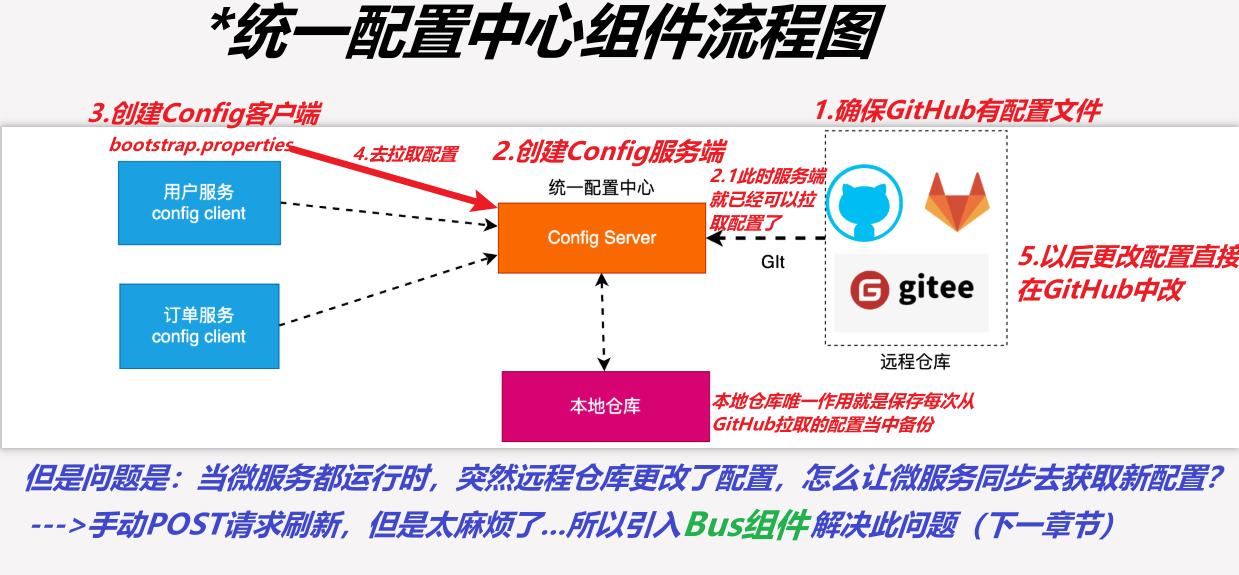 *统一配置中心组件流程图
3.创建Config客户端
1.确保GitHub有配置文件
bootstrap.properties
4.去拉取配置
2.创建Config服务端
2.1此时服务端
就已经可以拉
取配置了
统一配置中心
用户服务
config client
Config Server
GIt
订单服务
config client
gitee
5.以后更改配置直接
在GitHub中改
远程仓库
本地仓库
本地仓库唯一作用就是保存每次从
GitHub拉取的配置当中备份
但是问题是：当微服务都运行时，突然远程仓库更改了配置，怎么让微服务同步去获取新配置？
--->手动POST请求刷新，但是太麻烦了...所以引入Bus组件解决此问题（下一章节）